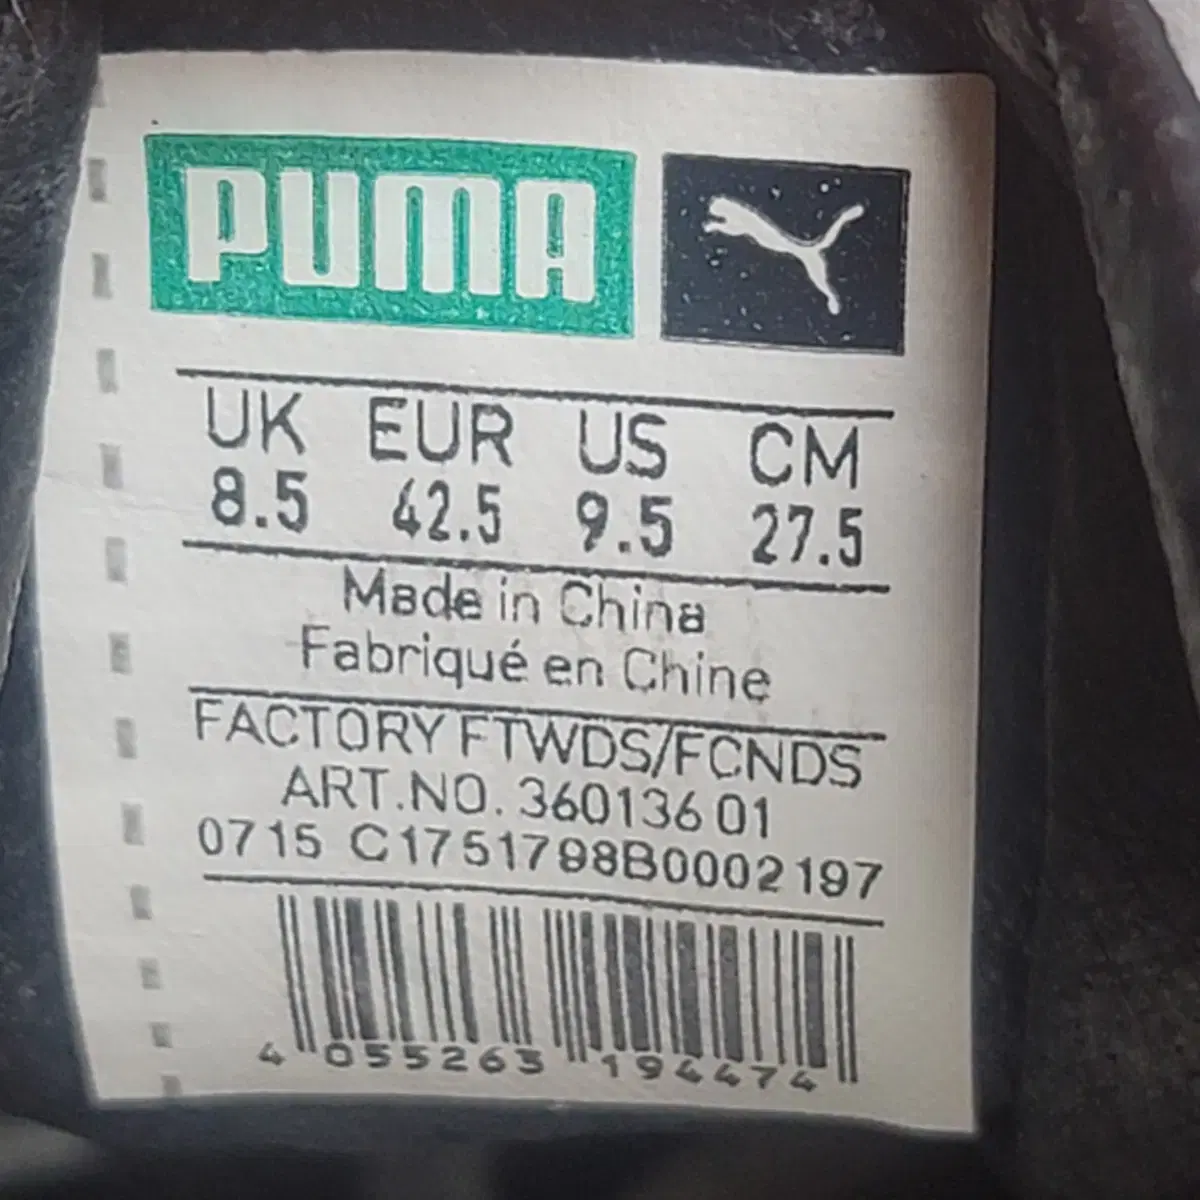 PUMA
UK EUR US CM
8.5 42.5 9.5 27.5
Made in China
Fabriqué en Chine
FACTORY FTWDS/FCNDS
ART.NO. 360136 01
0715 C1751798B0002197
4 055263 194474